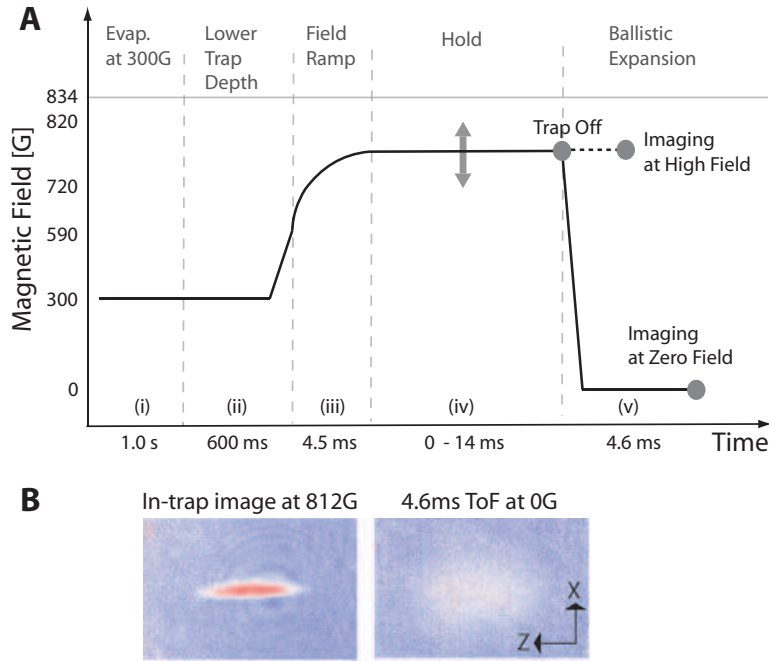 A
Evap.
at 300G
Lower
Trap
Depth
Field
Ramp
Hold
Ballistic
Expansion
Magnetic Field [G]
834
820
720
590
300
0
Trap Off
Imaging
at High Field
Imaging
at Zero Field
(i)
(ii)
(iii)
(iv)
(v)
1.0 s
600 ms
4.5 ms
0 - 14 ms
4.6 ms
Time
B
In-trap image at 812G
4.6ms ToF at 0G
X
Z